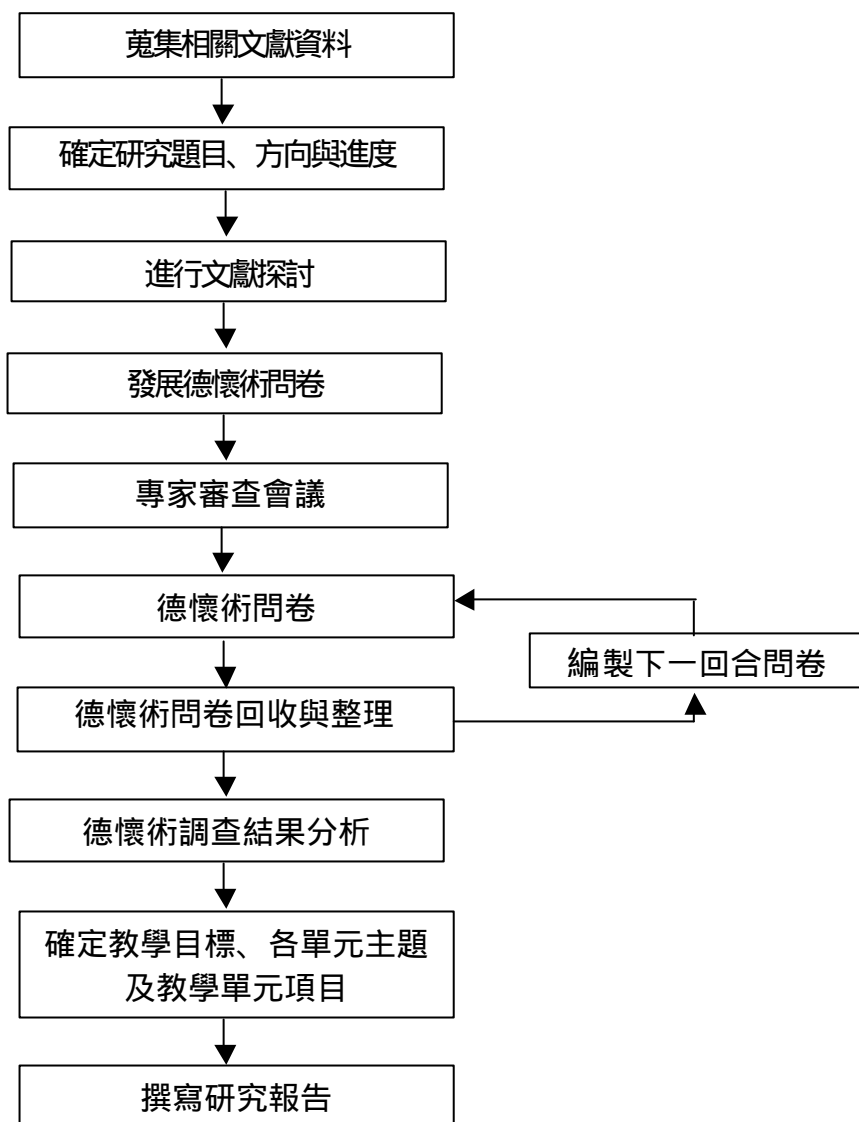 蒐集相關文獻資料
確定研究題目、方向與進度
進行文獻探討
發展德懷術問卷
專家審查會議
德懷術問卷
編製下一回合問卷
德懷術問卷回收與整理
德懷術調查結果分析
確定教學目標、各單元主題
及教學單元項目
撰寫研究報告